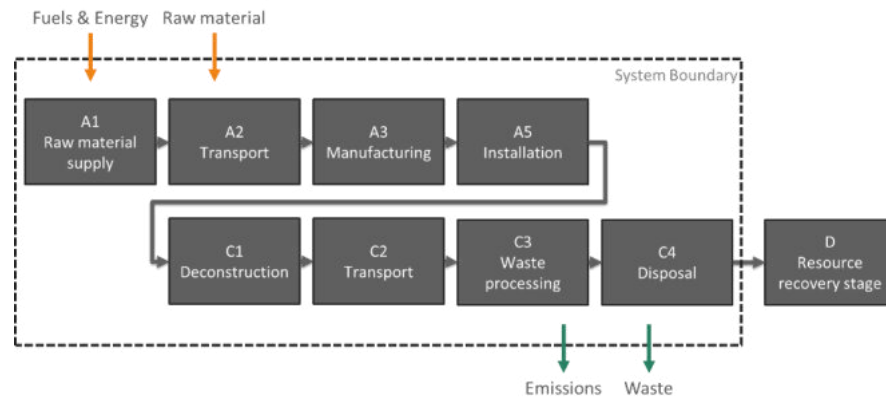 Fuels & Energy
Raw material
System Boundary
A1
Raw material
supply
A2
Transport
A3
Manufacturing
A5
Installation
C1
Deconstruction
C2
Transport
C3
Waste
processing
C4
Disposal
D
Resource
recovery stage
Emissions
Waste